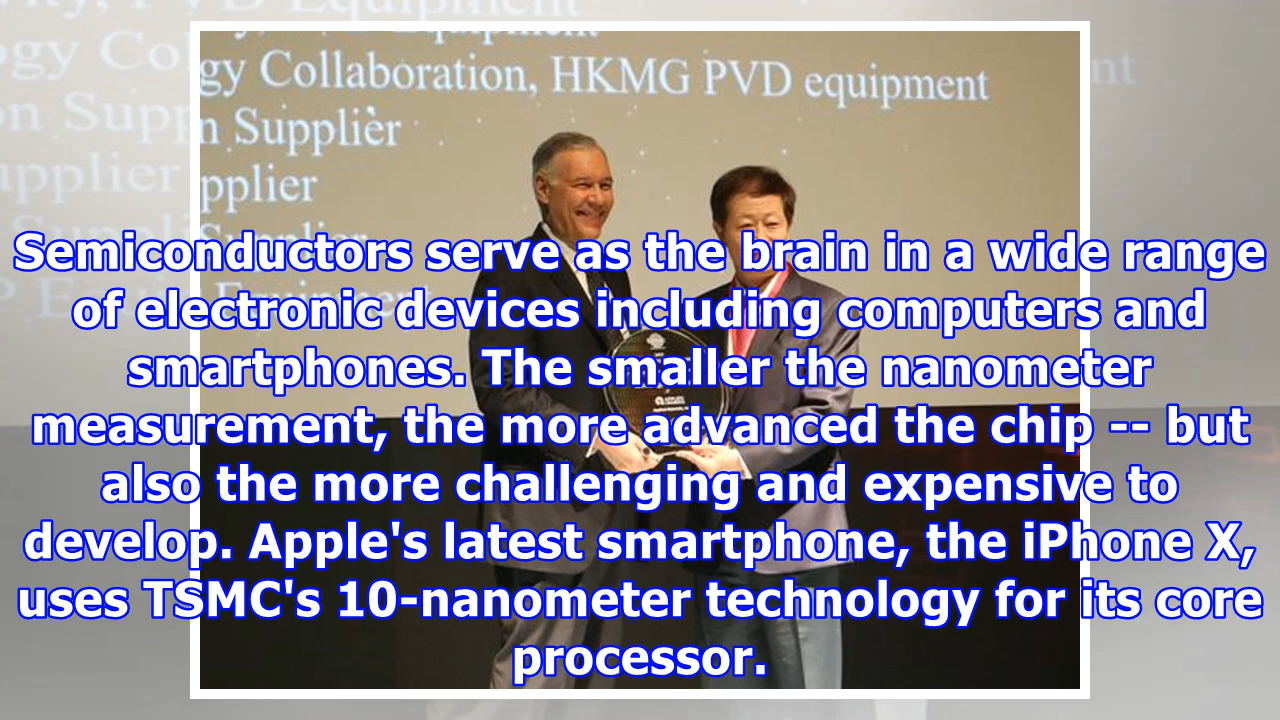 gy Collaboration, HKMG PVD equipment
n Supplier
pplier
Supplier
Equipment
Semiconductors serve as the brain in a wide range
of electronic devices including computers and
smartphones. The smaller the nanometer
measurement, the more advanced the chip -- but
also the more challenging and expensive to
develop. Apple's latest smartphone, the iPhone X,
uses TSMC's 10-nanometer technology for its core
processor.